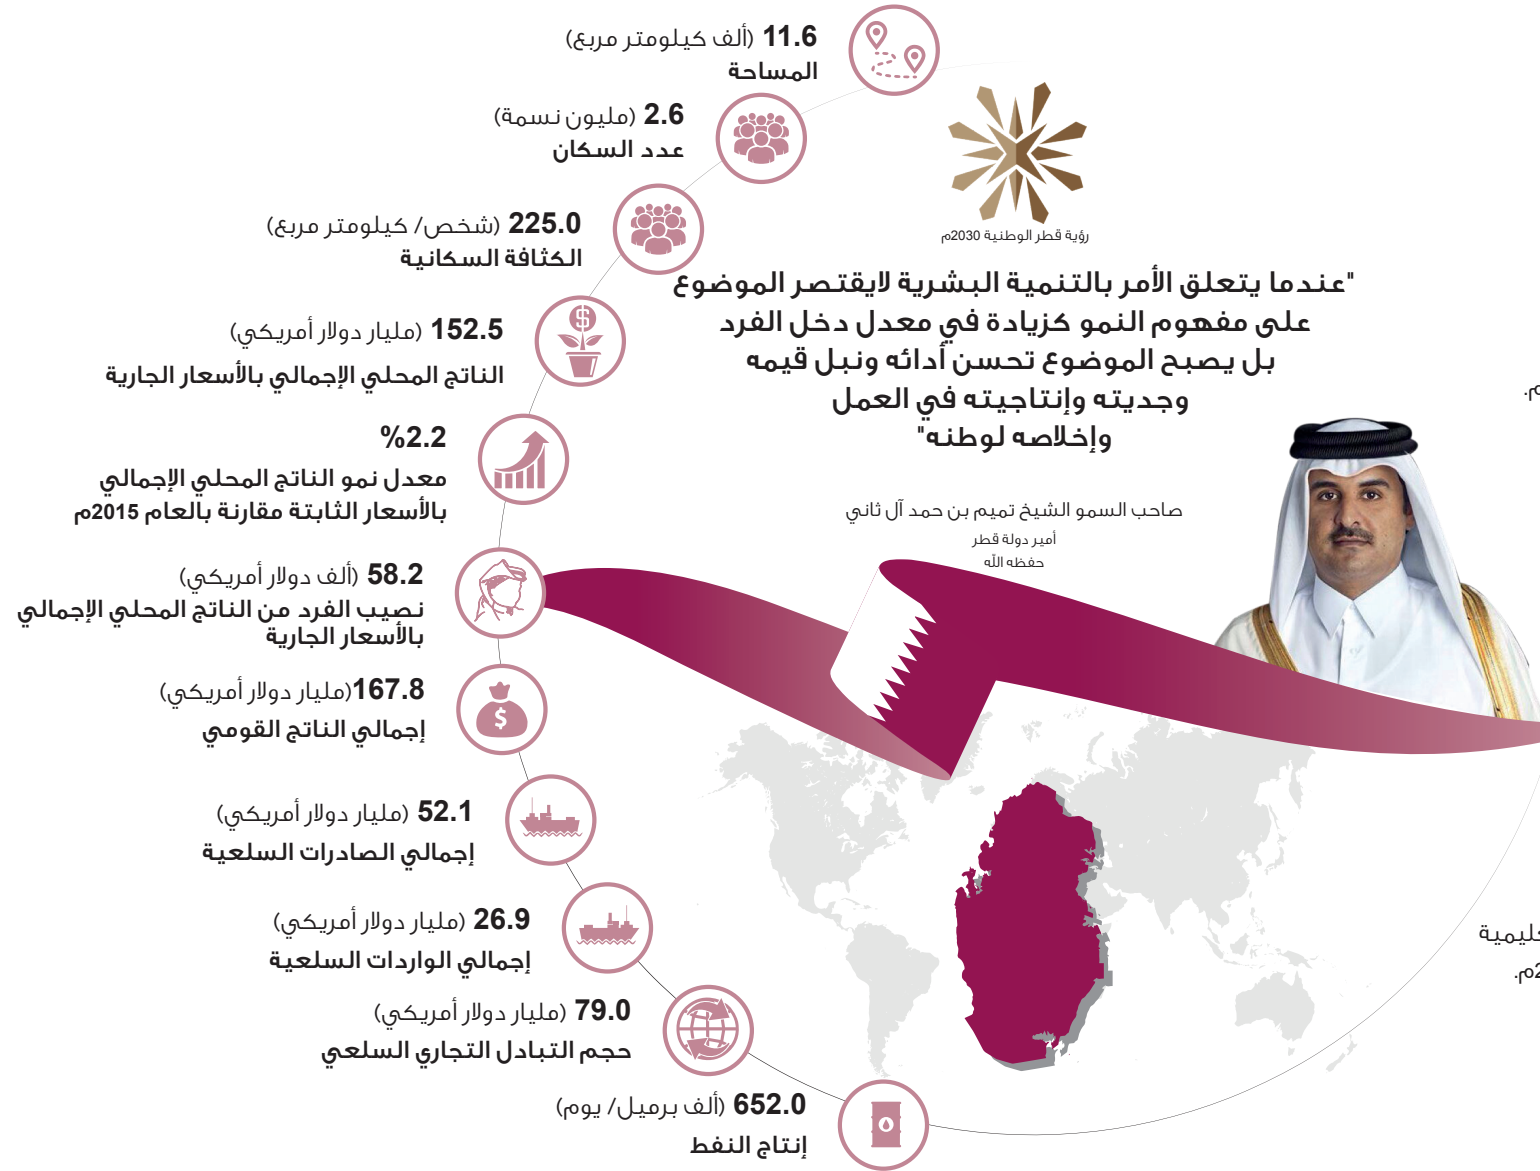 11.6 (ألف كيلومتر مربع)
المساحة
2.6 (مليون نسمة)
عدد السكان
225.0 (شخص/ كيلومتر مربع)
الكثافة السكانية
152.5 (مليار دولار أمريكي)
الناتج المحلي الإجمالي بالأسعار الجارية
%2.2
معدل نمو الناتج المحلي الإجمالي
بالأسعار الثابتة مقارنة بالعام 2015م
58.2 (ألف دولار أمريكي)
نصيب الفرد من الناتج المحلي الإجمالي
بالأسعار الجارية
167.8(مليار دولار أمريكي)
إجمالي الناتج القومي
52.1 (مليار دولار أمريكي)
إجمالي الصادرات السلعية
26.9 (مليار دولار أمريكي)
إجمالي الواردات السلعية
79.0 (مليار دولار أمريكي)
حجم التبادل التجاري السلعي
652.0 (ألف برميل/ يوم)
إنتاج النفط
رؤية قطر الوطنية 2030م
"عندما يتعلق الأمر بالتنمية البشرية لايقتصر الموضوع
على مفهوم النمو كزيادة في معدل دخل الفرد
بل يصبح الموضوع تحسن أدائه ونبل قيمه
وجديته وإنتاجيته في العمل
وإخلاصه لوطنه"
صاحب السمو الشيخ تميم بن حمد آل ثاني
أمير دولة قطر
حفظه الله